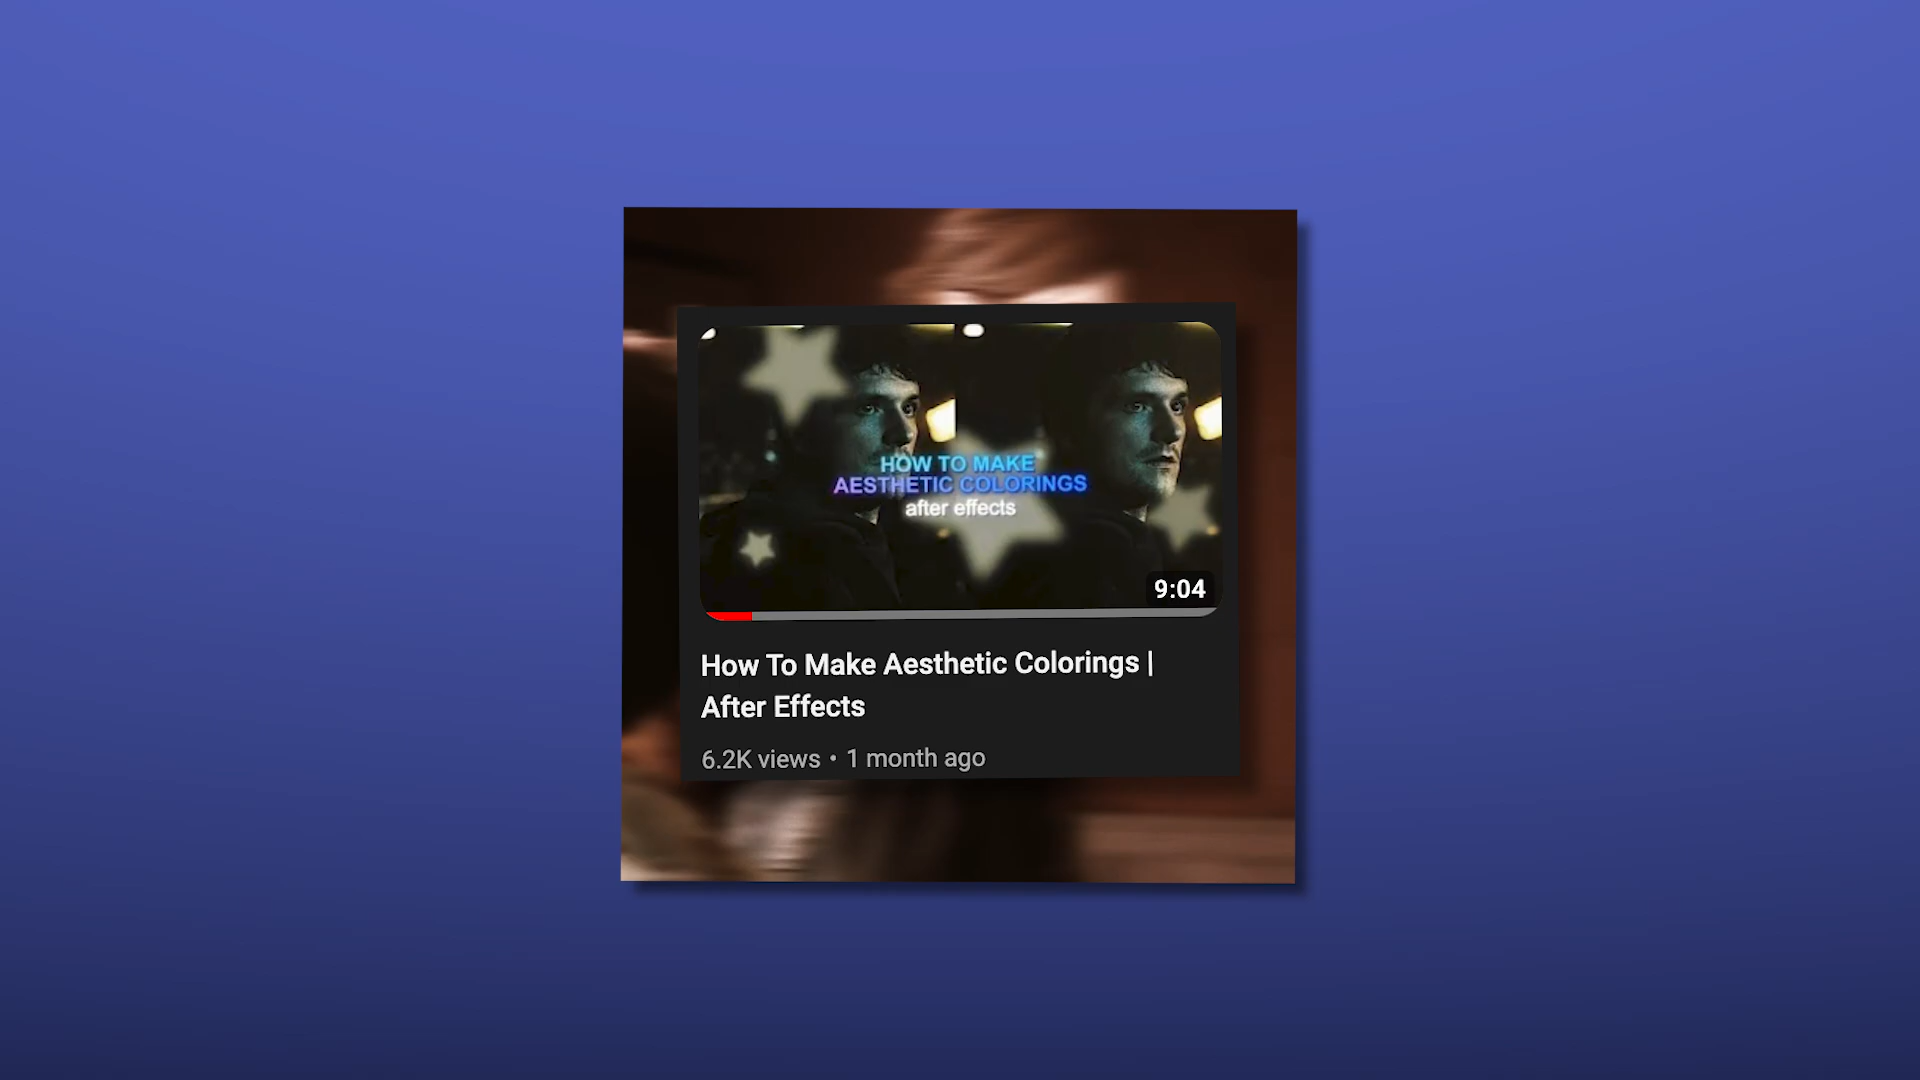 HOW TO MAKE
AESTHETIC COLORINGS
after effects
9:04
How To Make Aesthetic Colorings |
After Effects
6.2K views • 1 month ago